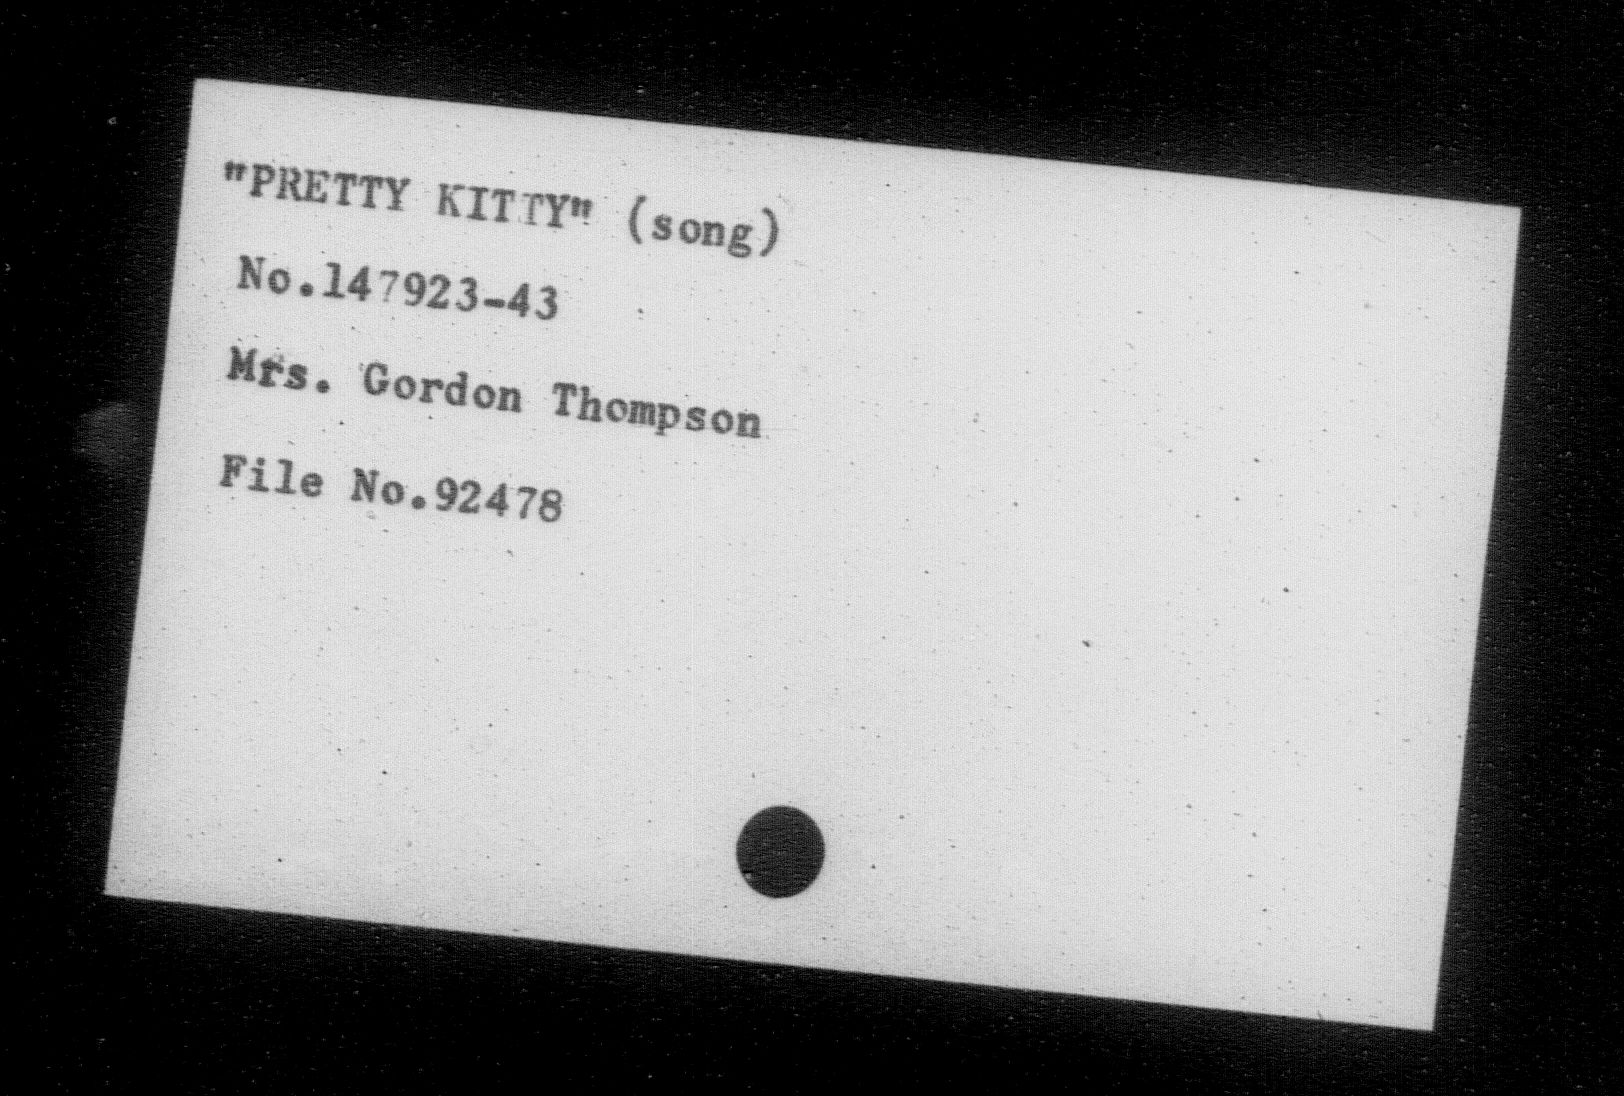 "PRETTY KITTY" (song)
No.147923-43
Mrs. Gordon Thompson
File No.92478